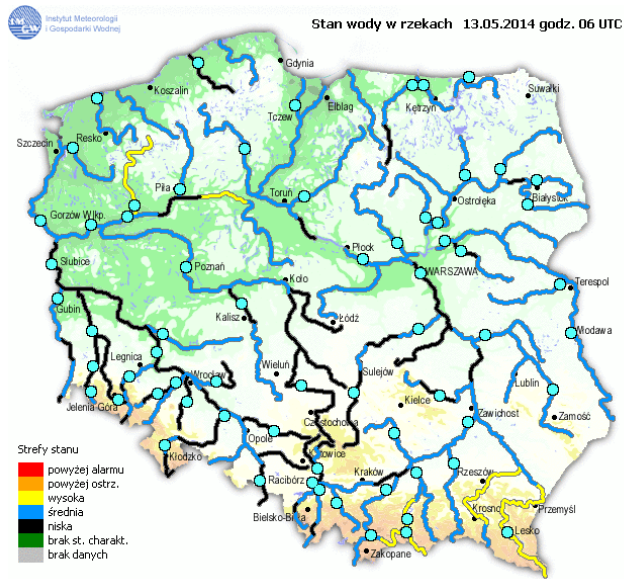 Instytut Meteorologii
i Gospodarki Wodnej
Stan wody w rzekach 13.05.2014 godz. 06 UTC
IMGW
Gdynia
Koszalin
Suwałki
Elbląg
Kętrzyn
Tczew
Resko
Szczecin
Piła
Toruń
Białystok
Ostrołęka
Gorzów Wlkp.
Płock
Słubice
Poznań
WARSZAWA
Koło
Terespol
Gubin
Kalisz
Łódź
Włodawa
Legnica
Wieluń
Sulejów
Wrocław
Lublin
Jelenia Góra
Kielce
Zawichost
Zamość
Częstochowa
Opole
Strefy stanu
Kłodzko
Katowice
powyżej alarmu
Racibórz
Kraków
Rzeszów
powyżej ostrz.
wysoka
Krosno
Przemyśl
średnia
Bielsko-Biała
niska
Lesko
brak st. charakt.
Zakopane
brak danych